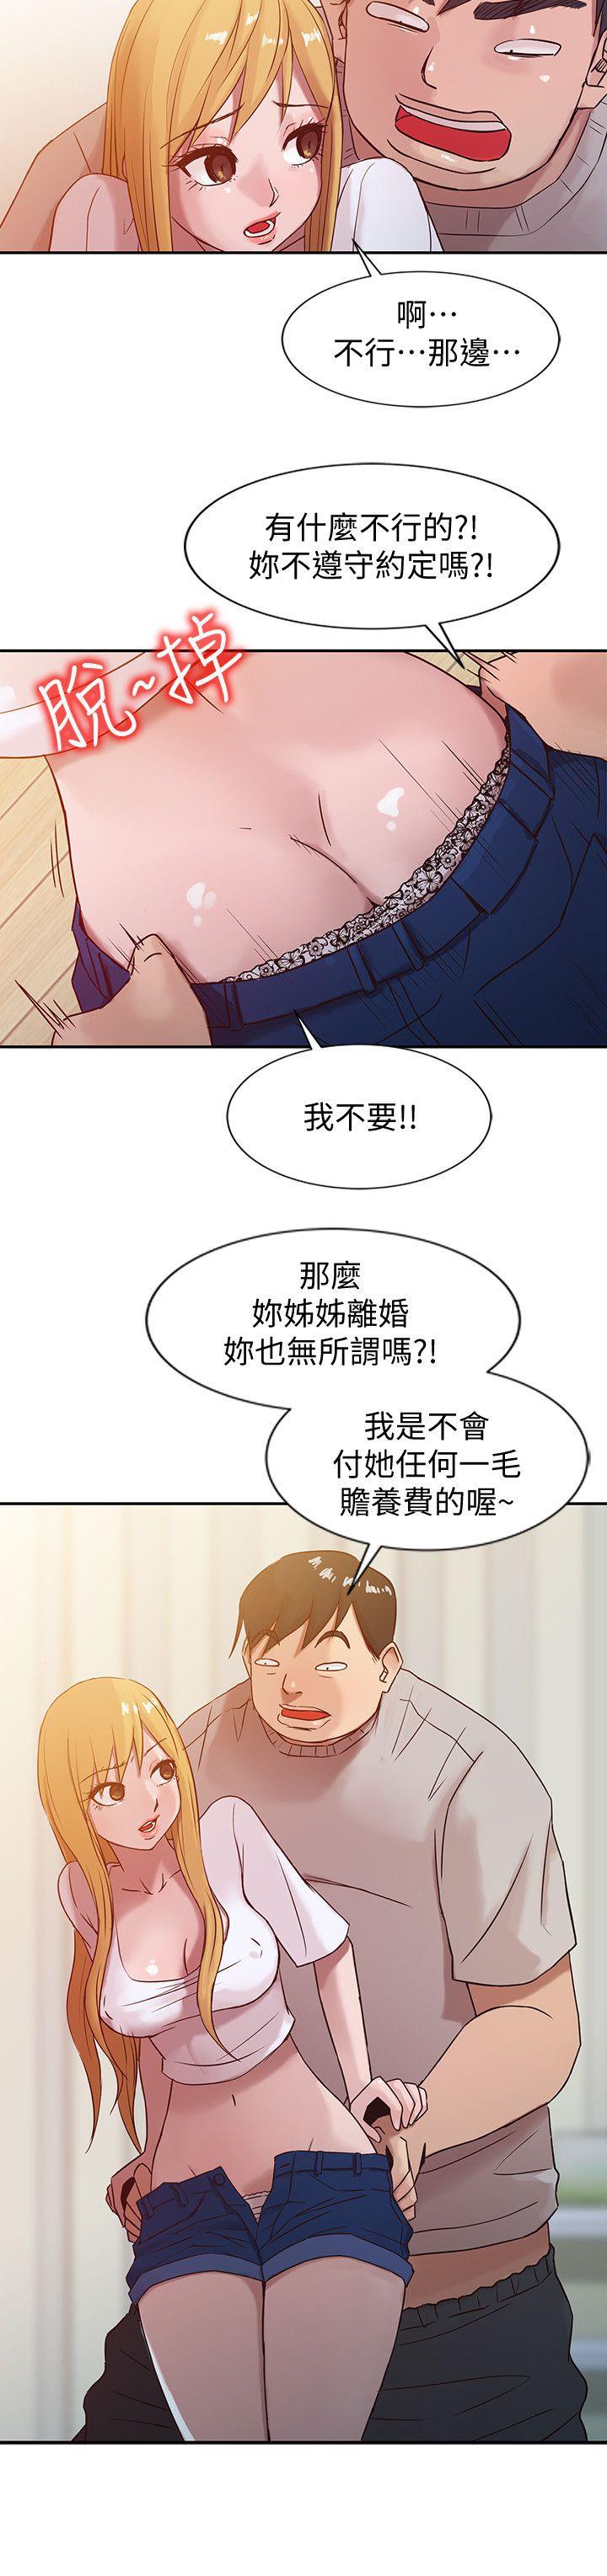 啊⋯
不行⋯那邊⋯
有什麼不行的?!
妳不遵守約定嗎?!
脫~掉
我不要!!
那麼
妳姊姊離婚
妳也無所謂嗎?!
我是不會
付她任何一毛
贍養費的喔~